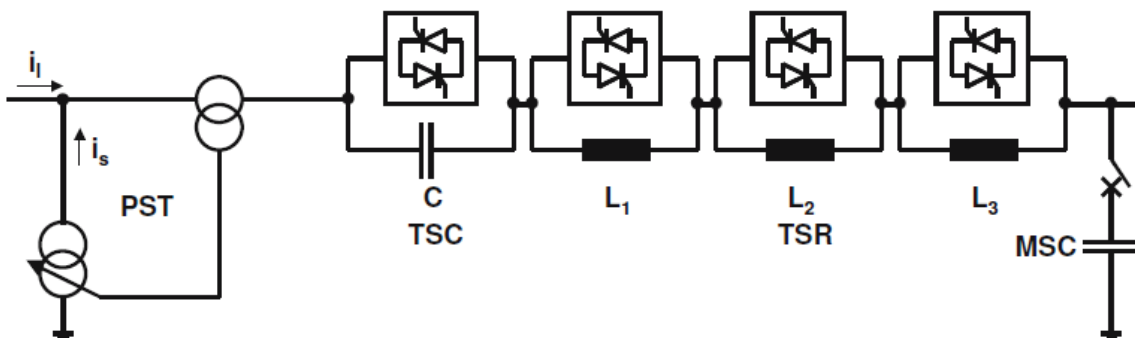 i_l
i_s
PST
C
TSC
L_1
L_2
TSR
L_3
MSC